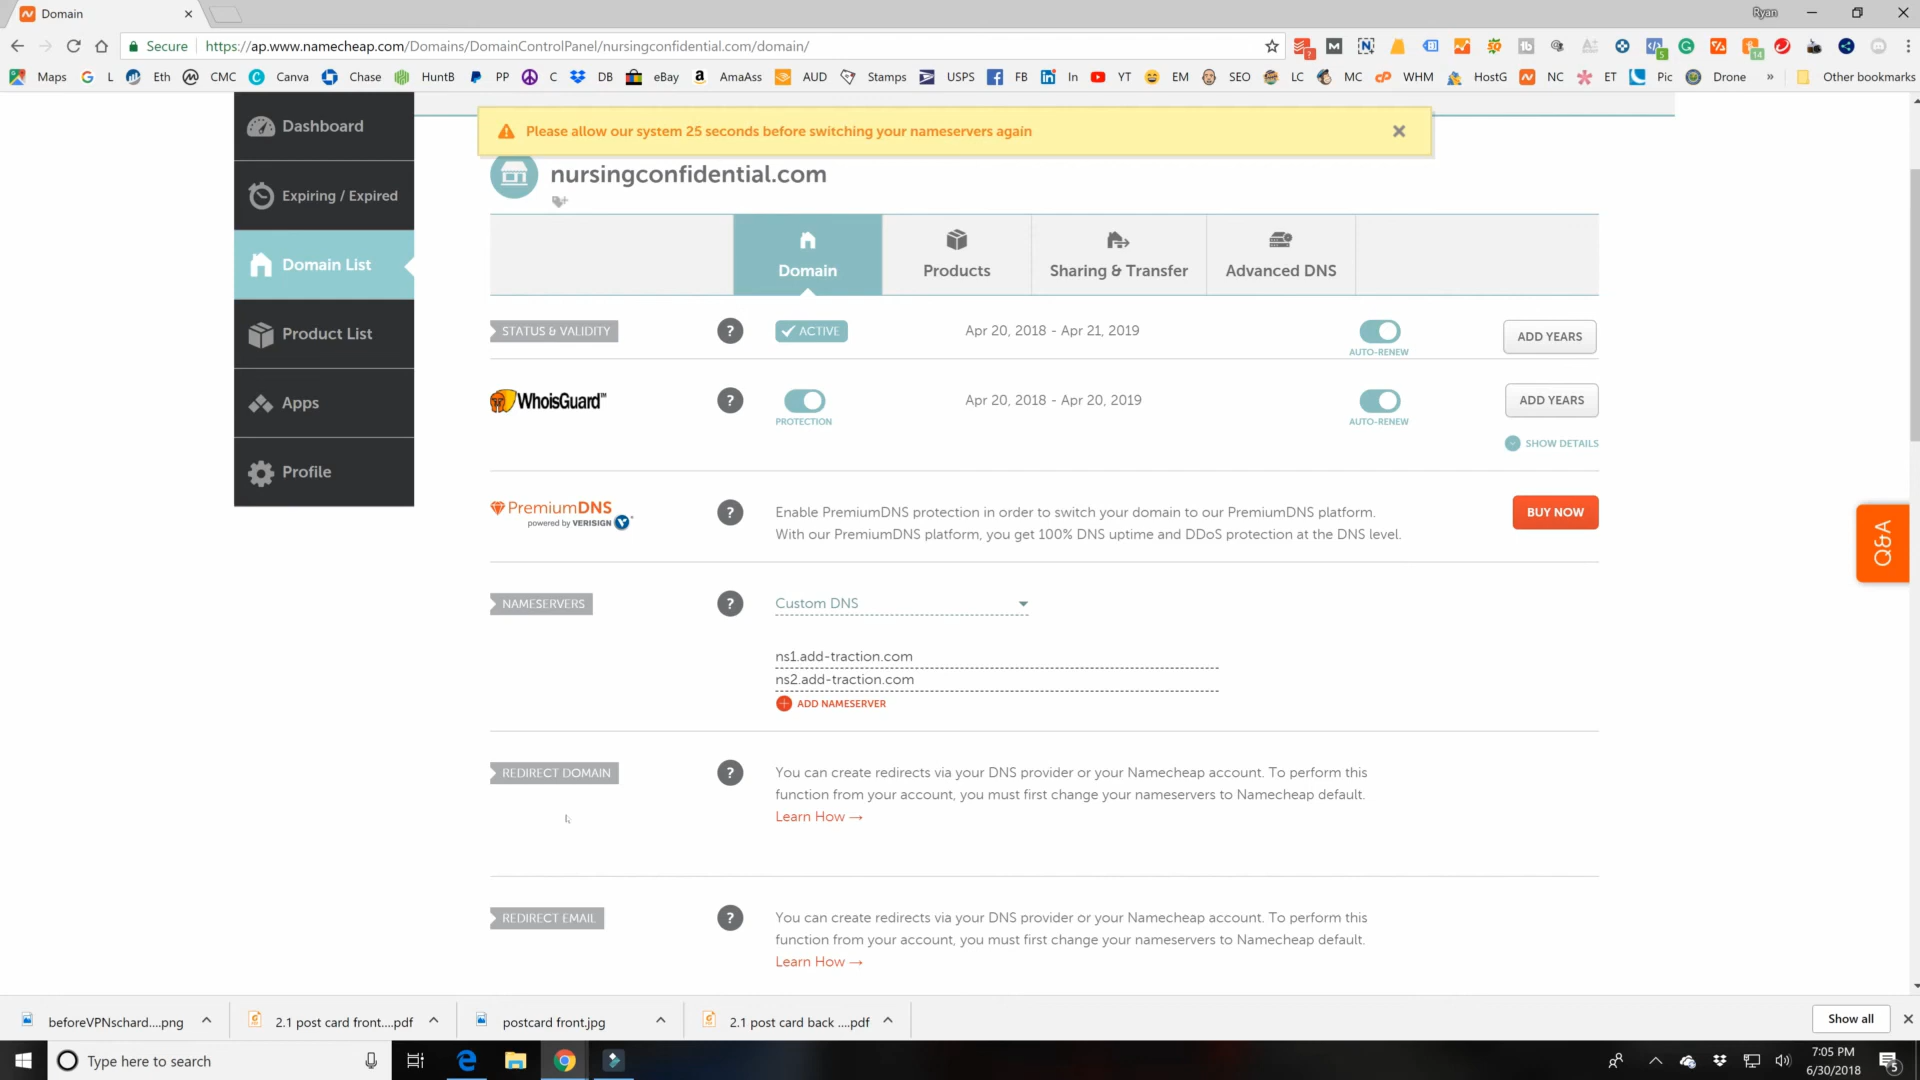 Domain
Ryan
Secure
https://ap.www.namecheap.com/Domains/DomainControlPanel/nursingconfidential.com/domain/
Maps
L
Eth
CMC
Canva
Chase
HuntB
PP
C
DB
eBay
AmaAss
AUD
Stamps
USPS
FB
In
YT
EM
SEO
LC
MC
WHM
HostG
NC
ET
Pic
Drone
»
Other bookmarks
Dashboard
Expiring / Expired
Domain List
Product List
Apps
Profile
Please allow our system 25 seconds before switching your nameservers again
nursingconfidential.com
Domain
Products
Sharing & Transfer
Advanced DNS
STATUS & VALIDITY
?
ACTIVE
Apr 20, 2018 - Apr 21, 2019
AUTO-RENEW
ADD YEARS
WhoisGuard™
?
PROTECTION
Apr 20, 2018 - Apr 20, 2019
AUTO-RENEW
ADD YEARS
SHOW DETAILS
PremiumDNS
powered by VERISIGN
?
Enable PremiumDNS protection in order to switch your domain to our PremiumDNS platform.
With our PremiumDNS platform, you get 100% DNS uptime and DDoS protection at the DNS level.
BUY NOW
Q&A
NAMESERVERS
?
Custom DNS
ns1.add-traction.com
ns2.add-traction.com
ADD NAMESERVER
REDIRECT DOMAIN
?
You can create redirects via your DNS provider or your Namecheap account. To perform this
function from your account, you must first change your nameservers to Namecheap default.
Learn How →
REDIRECT EMAIL
?
You can create redirects via your DNS provider or your Namecheap account. To perform this
function from your account, you must first change your nameservers to Namecheap default.
Learn How →
beforeVPNschard....png
2.1 post card front....pdf
postcard front.jpg
2.1 post card back ....pdf
Show all
Type here to search
7:05 PM
6/30/2018
5